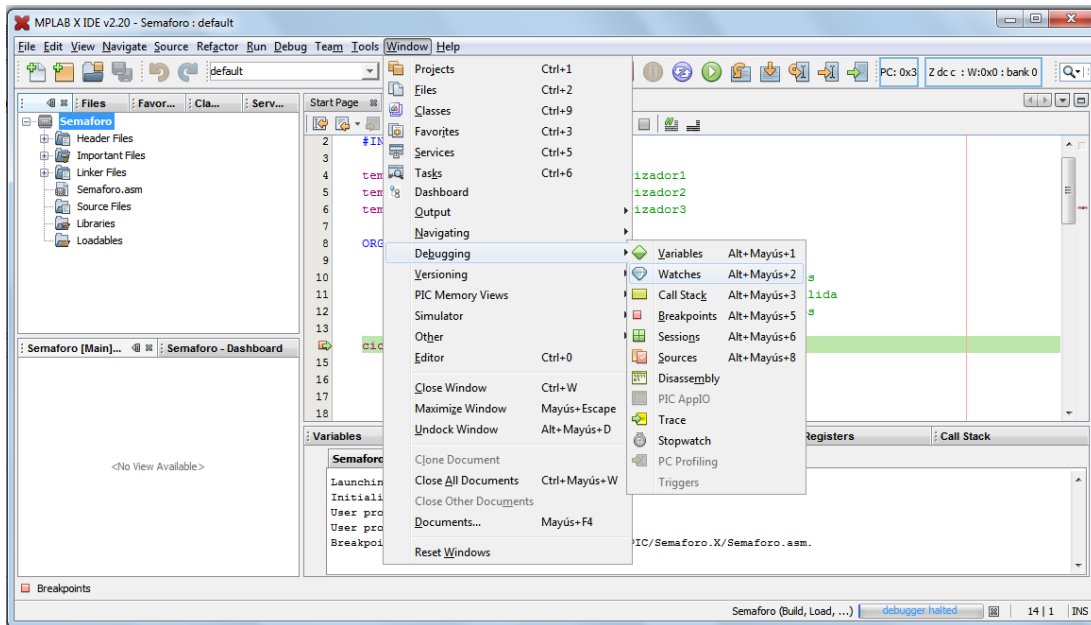 MPLAB X IDE v2.20 - Semaforo : default
File Edit View Navigate Source Refactor Run Debug Team Tools Window Help
default
PC: 0x3
Z dc c : W:0x0 : bank 0
Files
Favor...
Cla...
Serv...
Start Page
Semaforo
Header Files
Important Files
Linker Files
Semaforo.asm
Source Files
Libraries
Loadables
Semaforo [Main]...
Semaforo - Dashboard
<No View Available>
2 #IN
3
4 tem izador1
5 tem izador2
6 tem izador3
7
8 ORG
9
10 s
11 lida
12 s
13
cic
15
16
17
18
Projects Ctrl+1
Files Ctrl+2
Classes Ctrl+9
Favorites Ctrl+3
Services Ctrl+5
Tasks Ctrl+6
Dashboard
Output
Navigating
Debugging
Versioning
PIC Memory Views
Simulator
Other
Editor Ctrl+0
Close Window Ctrl+W
Maximize Window Mayús+Escape
Undock Window Alt+Mayús+D
Clone Document
Close All Documents Ctrl+Mayús+W
Close Other Documents
Documents... Mayús+F4
Reset Windows
Variables Alt+Mayús+1
Watches Alt+Mayús+2
Call Stack Alt+Mayús+3
Breakpoints Alt+Mayús+5
Sessions Alt+Mayús+6
Sources Alt+Mayús+8
Disassembly
PIC AppIO
Trace
Stopwatch
PC Profiling
Triggers
Variables
Registers
Call Stack
Semaforo
Launchin
Initiali
User pro
User pro
Breakpoi PIC/Semaforo.X/Semaforo.asm.
Breakpoints
Semaforo (Build, Load, ...)
debugger halted
14 | 1
INS